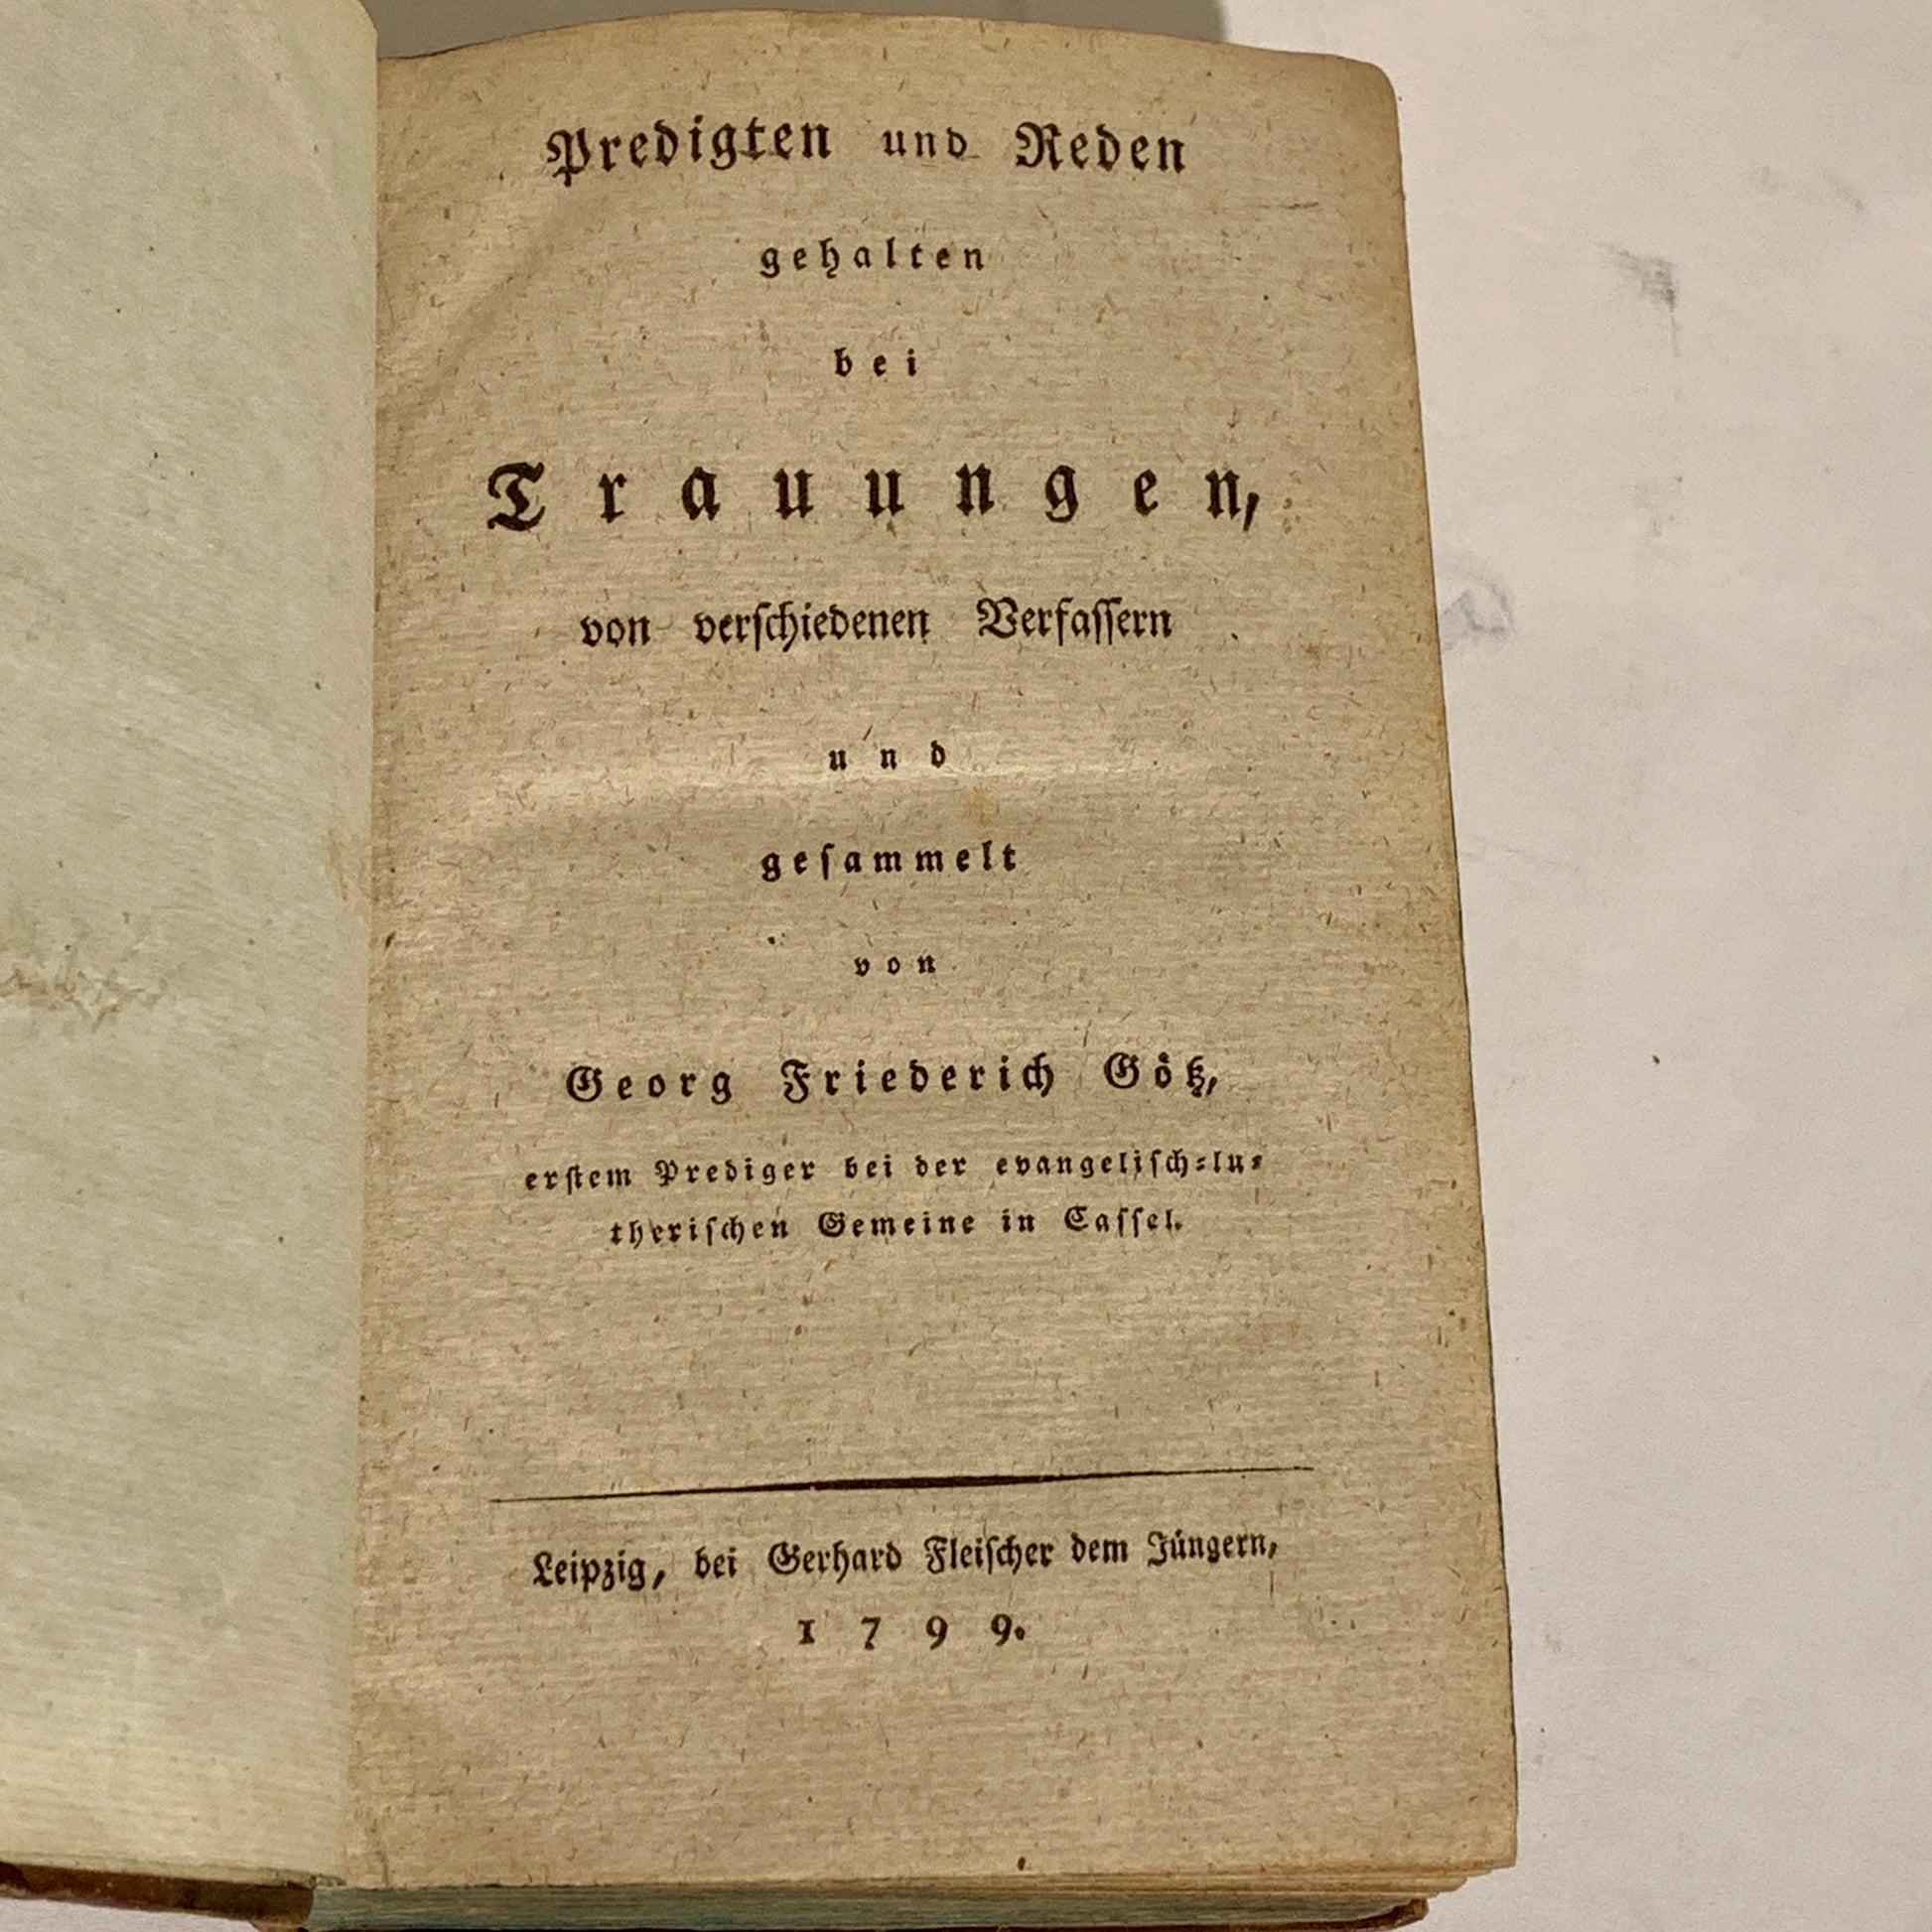 Predigten und Reden
gehalten
bei
Trauungen,
von verſchiedenen Verfaſſern
und
geſammelt
von
Georg Friederich Götz,
erſtem Prediger bei der evangeliſch⸗lu⸗
theriſchen Gemeine in Caſſel.
Leipzig, bei Gerhard Fleiſcher dem Jüngern,
1799.